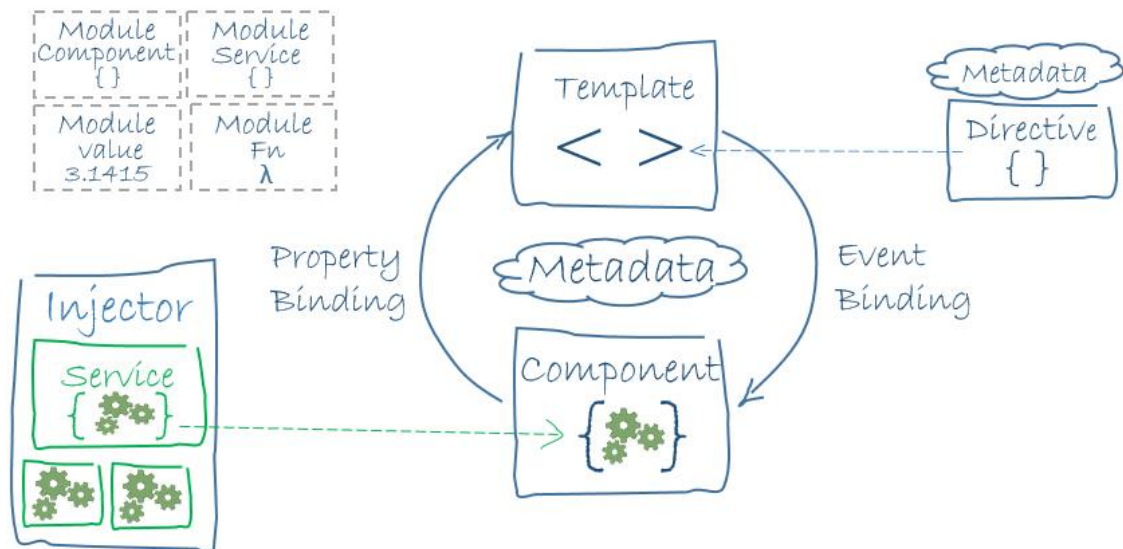 Module
Component
{ }
Module
Service
{ }
Module
value
3.1415
Module
Fn
λ
Template
< >
Metadata
Directive
{ }
Property
Binding
Metadata
Event
Binding
Injector
Service
{ }
Component
{ }